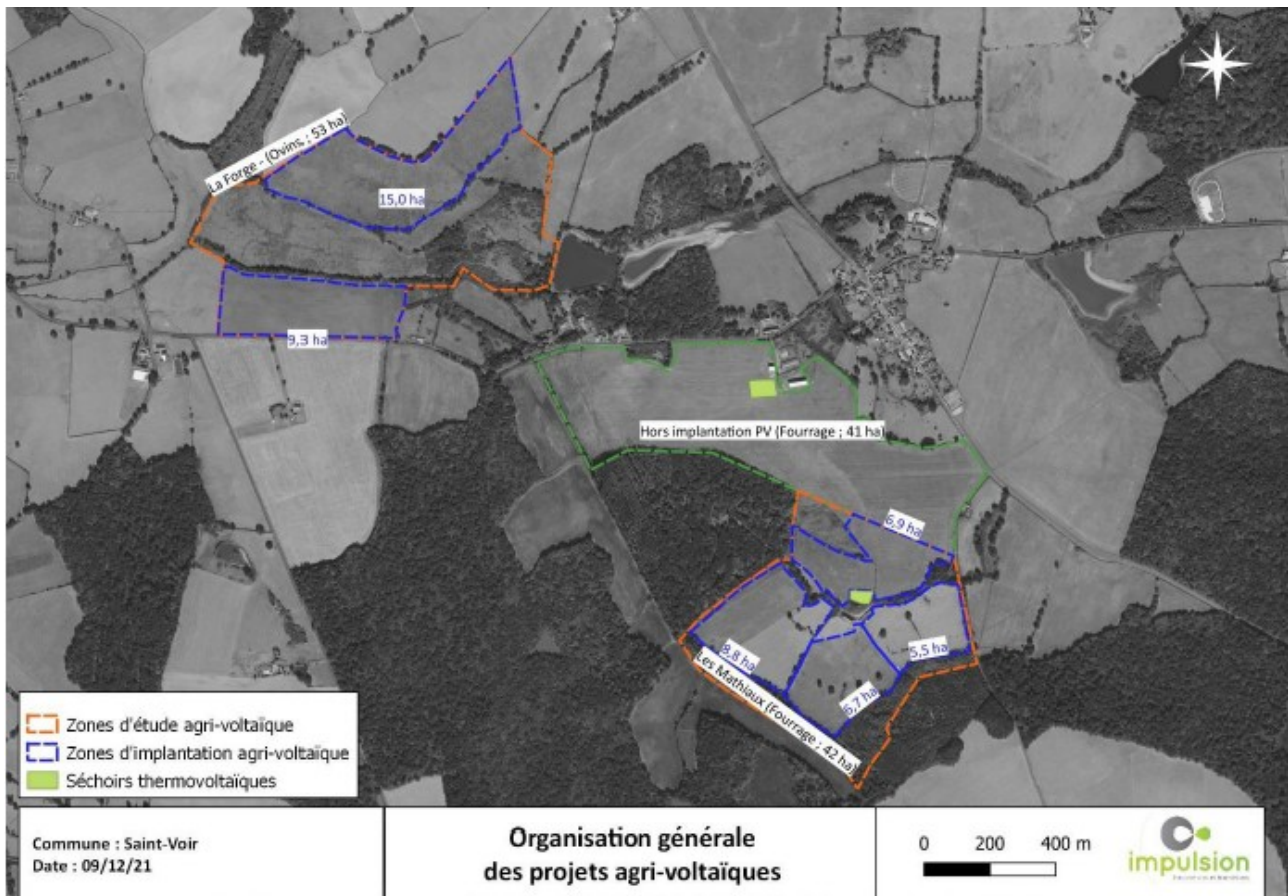 La Forge - (Ovins ; 53 ha)
15,0 ha
9,3 ha
Hors implantation PV (Fourrage ; 41 ha)
6,9 ha
8,8 ha
5,5 ha
6,7 ha
Les Mathiaux (Fourrage ; 42 ha)
Zones d'étude agri-voltaïque
Zones d'implantation agri-voltaïque
Séchoirs thermovoltaïques
Commune : Saint-Voir
Date : 09/12/21
Organisation générale
des projets agri-voltaïques
0 200 400 m
impulsion